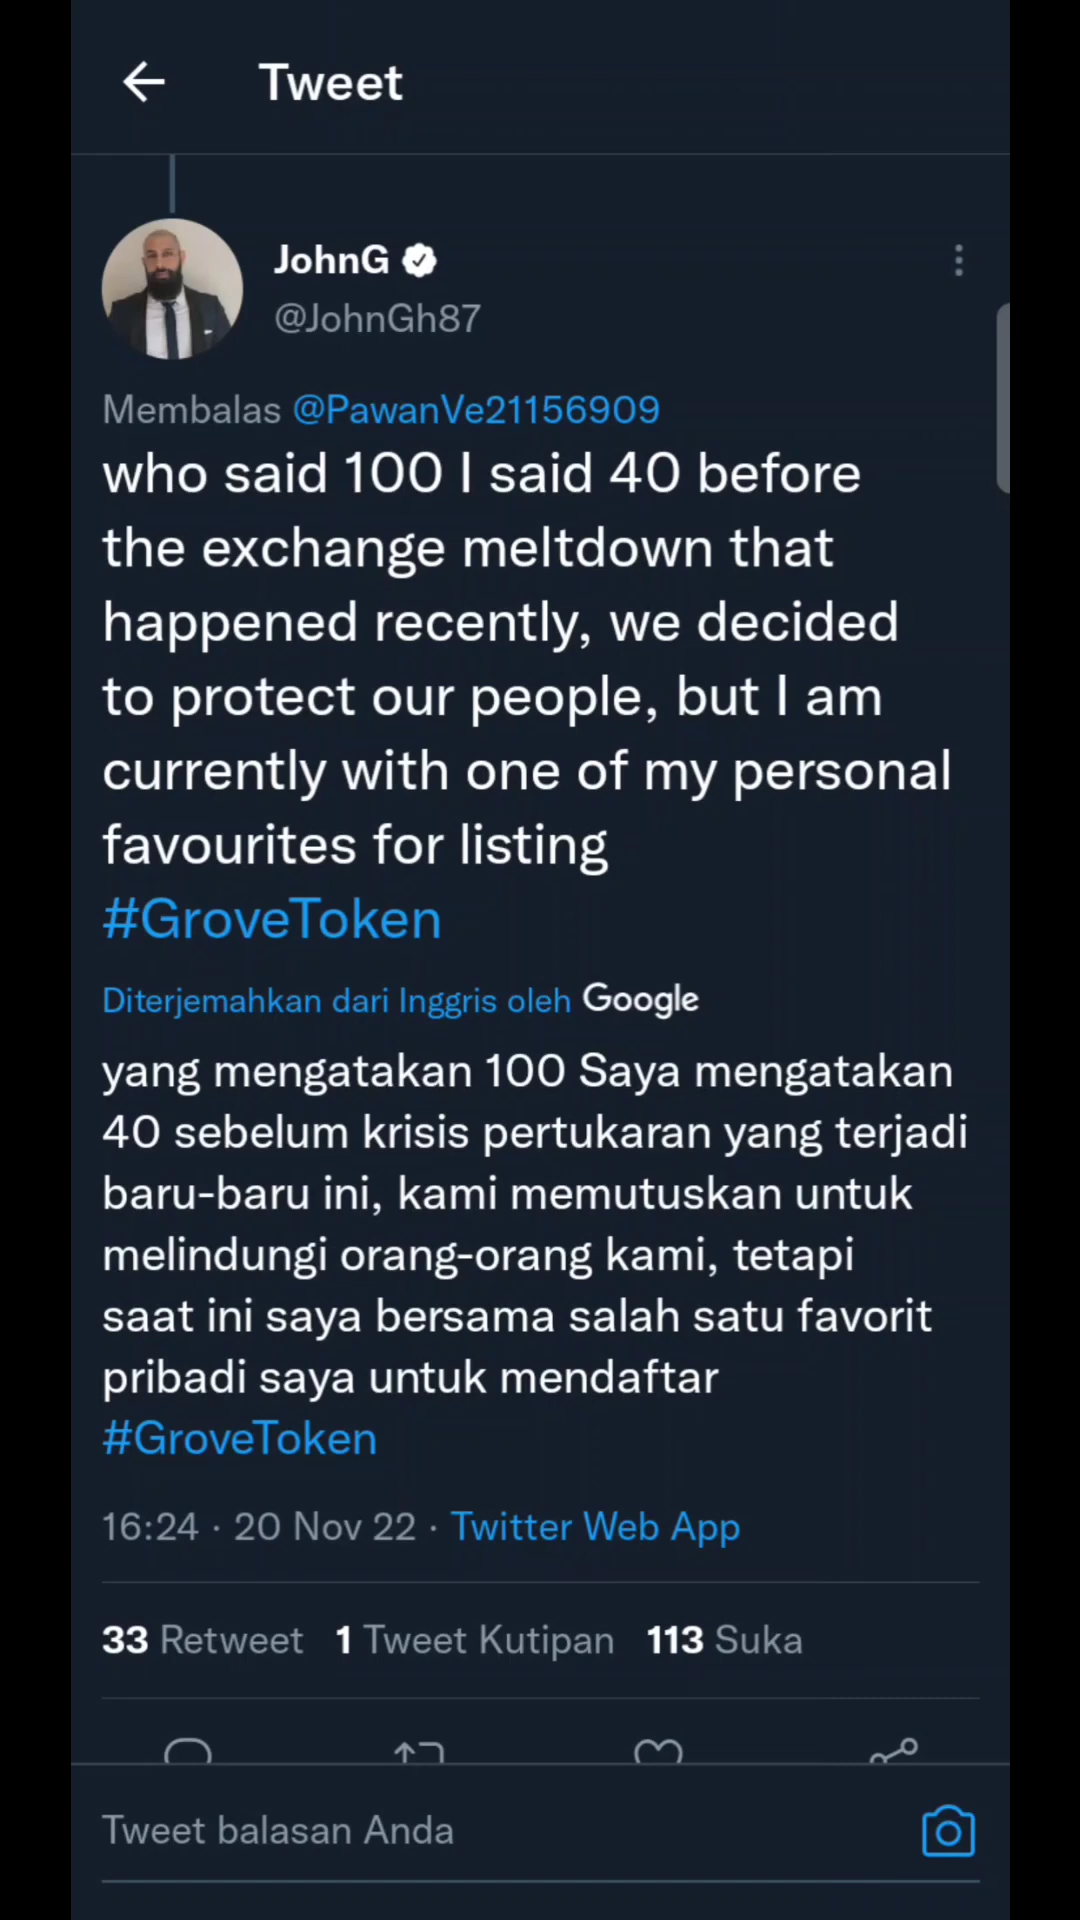 Tweet
JohnG
@JohnGh87
Membalas @PawanVe21156909
who said 100 I said 40 before
the exchange meltdown that
happened recently, we decided
to protect our people, but I am
currently with one of my personal
favourites for listing
#GroveToken
Diterjemahkan dari Inggris oleh Google
yang mengatakan 100 Saya mengatakan
40 sebelum krisis pertukaran yang terjadi
baru-baru ini, kami memutuskan untuk
melindungi orang-orang kami, tetapi
saat ini saya bersama salah satu favorit
pribadi saya untuk mendaftar
#GroveToken
16:24 · 20 Nov 22 · Twitter Web App
33 Retweet 1 Tweet Kutipan 113 Suka
Tweet balasan Anda